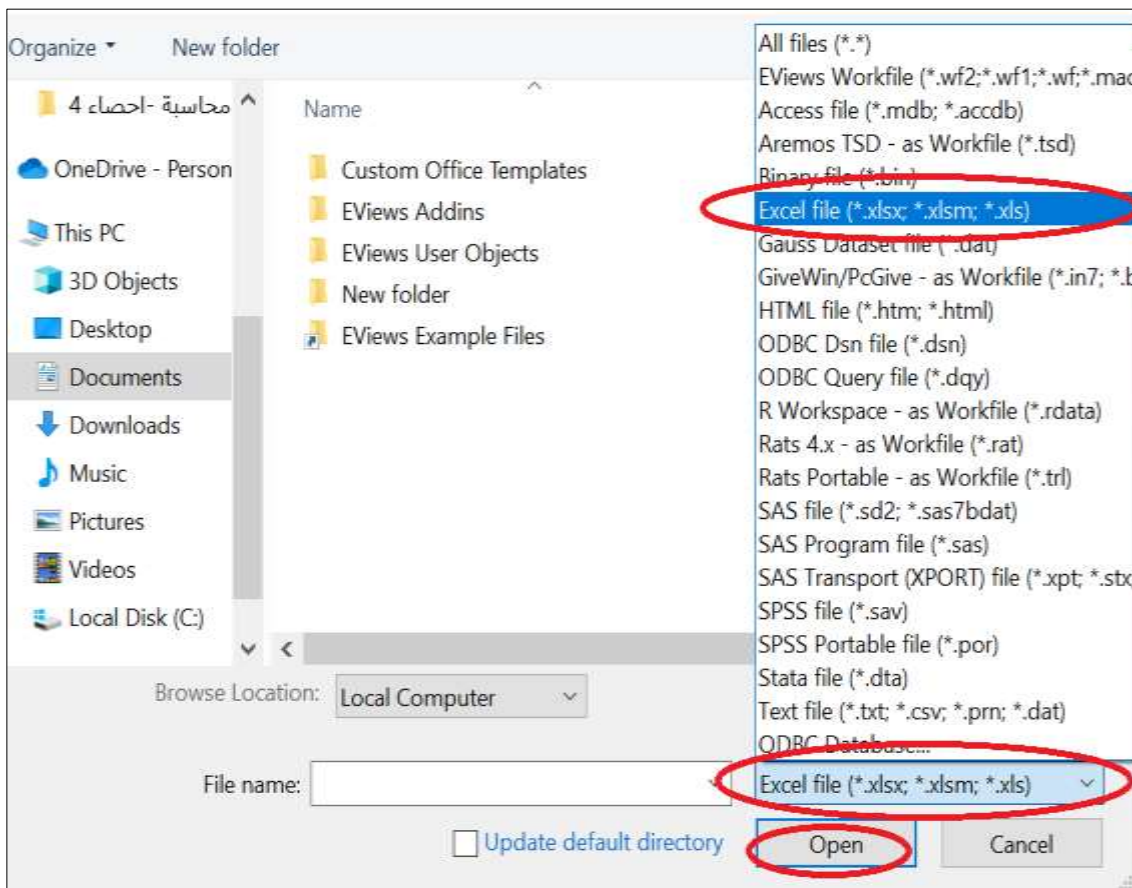 Organize
New folder
محاسبة -احصاء 4
OneDrive - Person
This PC
3D Objects
Desktop
Documents
Downloads
Music
Pictures
Videos
Local Disk (C:)
Name
Custom Office Templates
EViews Addins
EViews User Objects
New folder
EViews Example Files
All files (*.*)
EViews Workfile (*.wf2;*.wf1;*.wf;*.mac
Access file (*.mdb; *.accdb)
Aremos TSD - as Workfile (*.tsd)
Binary file (*.bin)
Excel file (*.xlsx; *.xlsm; *.xls)
Gauss Dataset file (*.dat)
GiveWin/PcGive - as Workfile (*.in7; *.b
HTML file (*.htm; *.html)
ODBC Dsn file (*.dsn)
ODBC Query file (*.dqy)
R Workspace - as Workfile (*.rdata)
Rats 4.x - as Workfile (*.rat)
Rats Portable - as Workfile (*.trl)
SAS file (*.sd2; *.sas7bdat)
SAS Program file (*.sas)
SAS Transport (XPORT) file (*.xpt; *.stx
SPSS file (*.sav)
SPSS Portable file (*.por)
Stata file (*.dta)
Text file (*.txt; *.csv; *.prn; *.dat)
ODBC Database...
Browse Location: Local Computer
File name:
Excel file (*.xlsx; *.xlsm; *.xls)
Update default directory
Open
Cancel